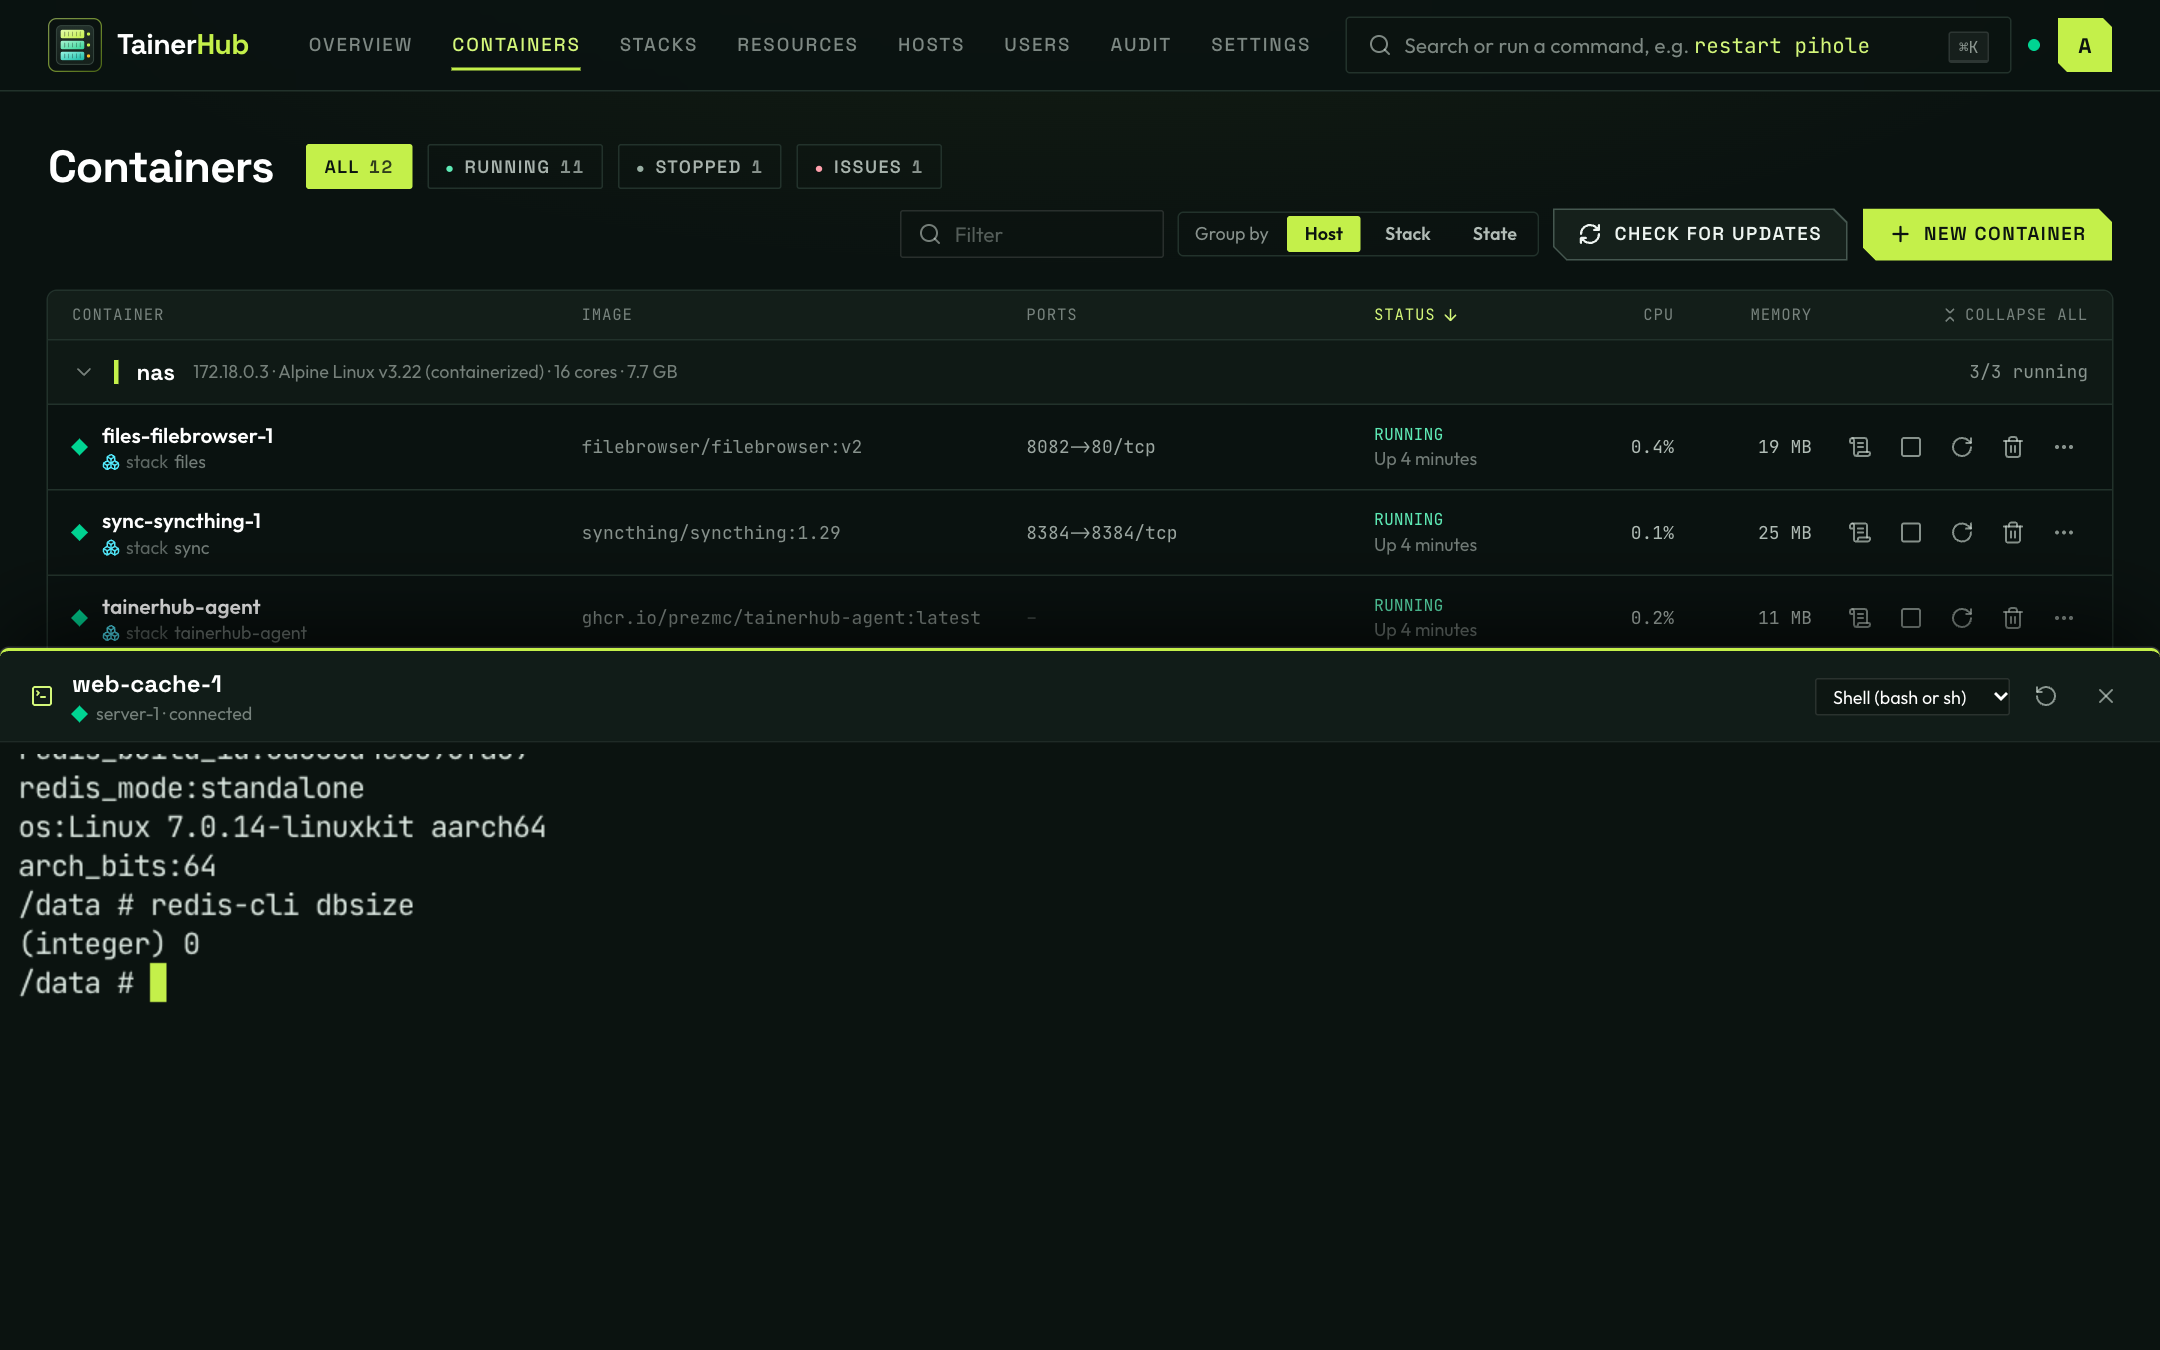 TainerHub
OVERVIEW CONTAINERS STACKS RESOURCES HOSTS USERS AUDIT SETTINGS
Search or run a command, e.g. restart pihole ⌘K
A
Containers
ALL 12
RUNNING 11
STOPPED 1
ISSUES 1
Filter
Group by Host Stack State
CHECK FOR UPDATES
+ NEW CONTAINER
CONTAINER IMAGE PORTS STATUS ↓ CPU MEMORY COLLAPSE ALL
nas 172.18.0.3 · Alpine Linux v3.22 (containerized) · 16 cores · 7.7 GB 3/3 running
files-filebrowser-1
stack files
filebrowser/filebrowser:v2
8082→80/tcp
RUNNING
Up 4 minutes
0.4%
19 MB
sync-syncthing-1
stack sync
syncthing/syncthing:1.29
8384→8384/tcp
RUNNING
Up 4 minutes
0.1%
25 MB
tainerhub-agent
stack tainerhub-agent
ghcr.io/prezmc/tainerhub-agent:latest
–
RUNNING
Up 4 minutes
0.2%
11 MB
web-cache-1
server-1 · connected
Shell (bash or sh)
redis_mode:standalone
os:Linux 7.0.14-linuxkit aarch64
arch_bits:64
/data # redis-cli dbsize
(integer) 0
/data #